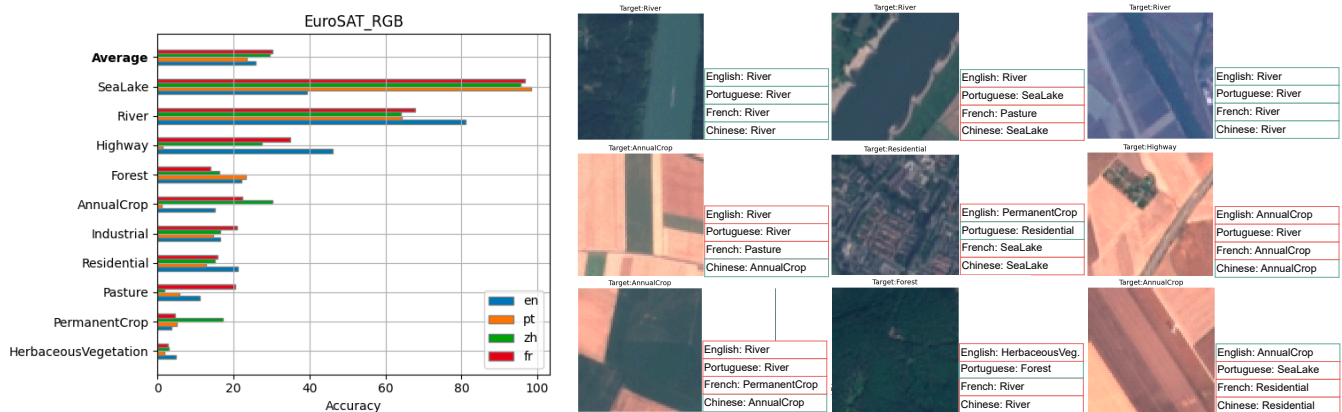 EuroSAT_RGB
Average
SeaLake
River
Highway
Forest
AnnualCrop
Industrial
Residential
Pasture
PermanentCrop
HerbaceousVegetation
0
20
40
60
80
100
Accuracy
en
pt
zh
fr
Target:River
English: River
Portuguese: River
French: River
Chinese: River
Target:River
English: River
Portuguese: SeaLake
French: Pasture
Chinese: SeaLake
Target:River
English: River
Portuguese: River
French: River
Chinese: River
Target:AnnualCrop
English: River
Portuguese: River
French: Pasture
Chinese: AnnualCrop
Target:Residential
English: PermanentCrop
Portuguese: Residential
French: SeaLake
Chinese: SeaLake
Target:Highway
English: AnnualCrop
Portuguese: River
French: AnnualCrop
Chinese: AnnualCrop
Target:AnnualCrop
English: River
Portuguese: River
French: PermanentCrop
Chinese: AnnualCrop
Target:Forest
English: HerbaceousVeg.
Portuguese: Forest
French: River
Chinese: River
Target:AnnualCrop
English: AnnualCrop
Portuguese: SeaLake
French: Residential
Chinese: Residential